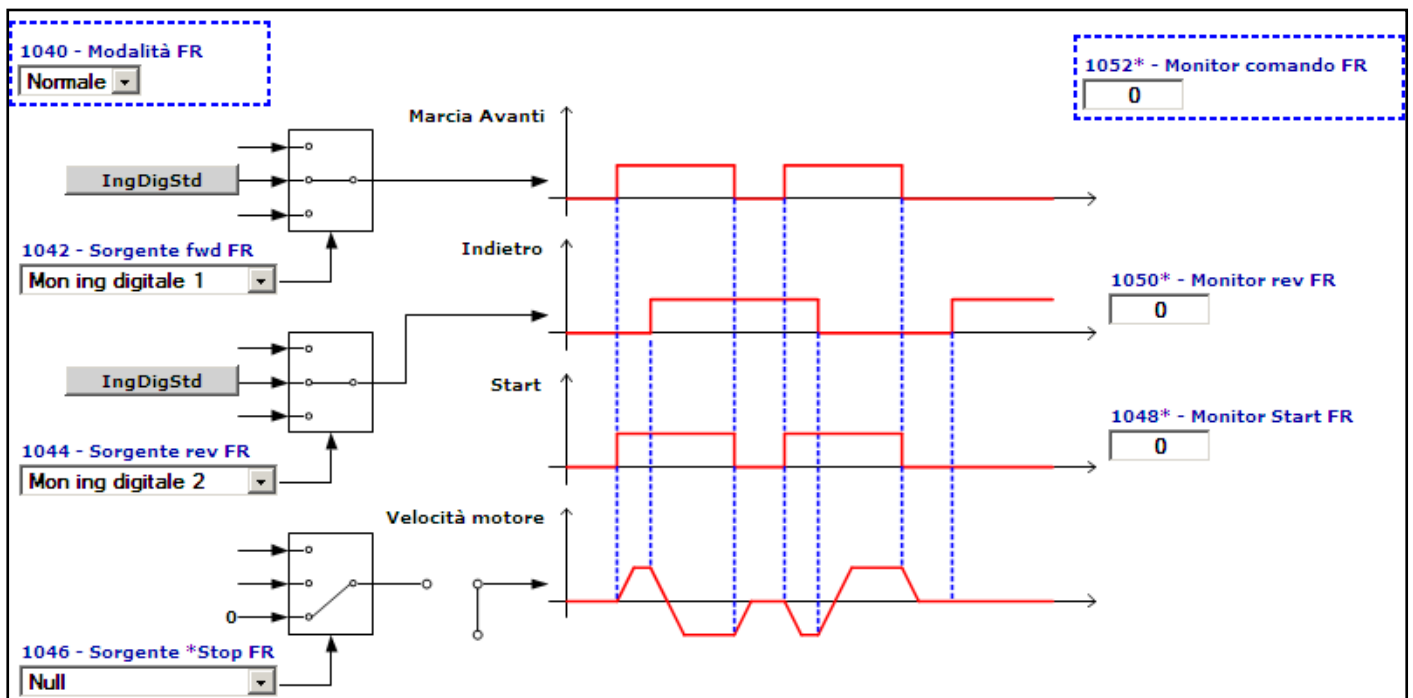 1040 - Modalità FR
Normale
1052* - Monitor comando FR
0
Marcia Avanti
IngDigStd
1042 - Sorgente fwd FR
Mon ing digitale 1
Indietro
1050* - Monitor rev FR
0
IngDigStd
Start
1048* - Monitor Start FR
0
1044 - Sorgente rev FR
Mon ing digitale 2
Velocità motore
0
1046 - Sorgente *Stop FR
Null